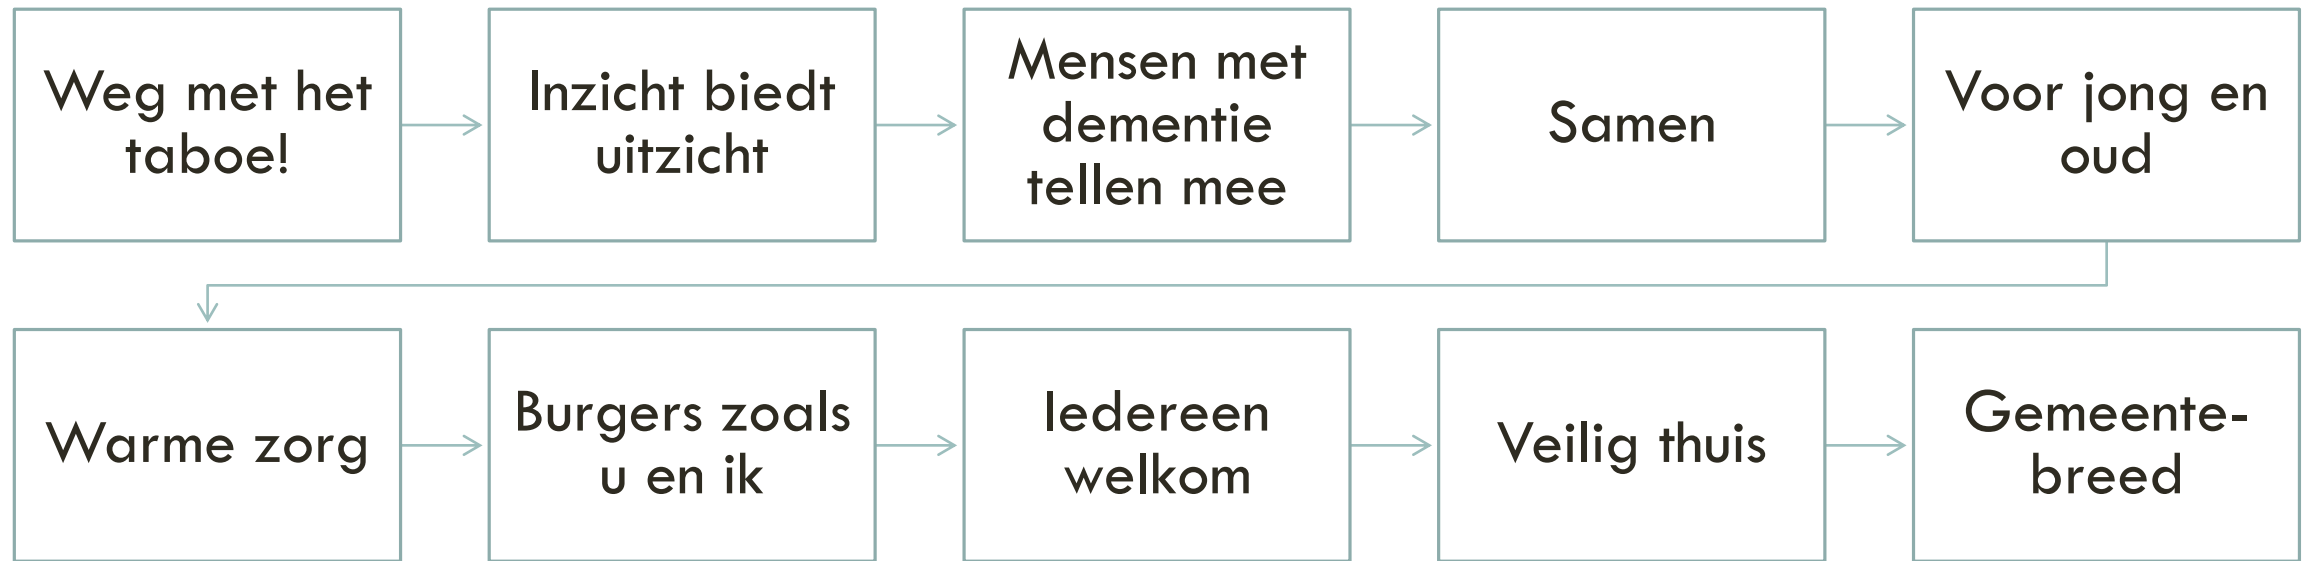 Weg met het
taboe!
Inzicht biedt
uitzicht
Mensen met
dementie
tellen mee
Samen
Voor jong en
oud
Warme zorg
Burgers zoals
u en ik
Iedereen
welkom
Veilig thuis
Gemeente-
breed